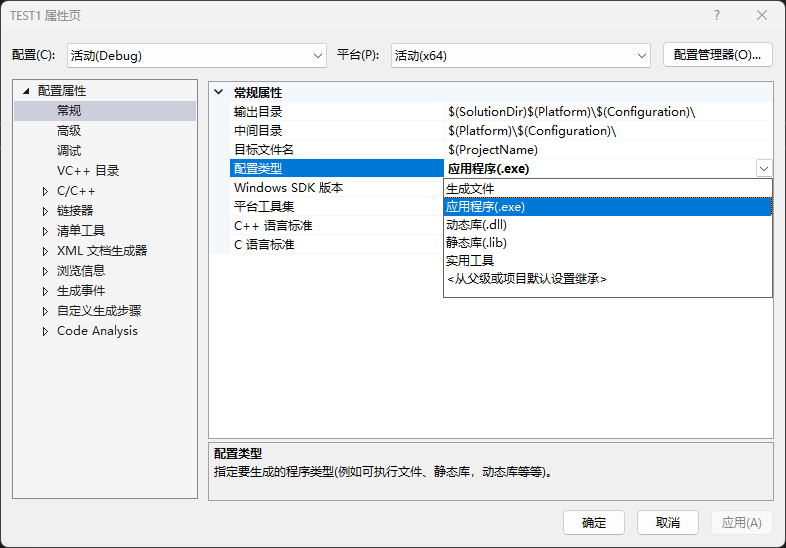 TEST1 属性页
配置(C): 活动(Debug) 平台(P): 活动(x64) 配置管理器(O)...
配置属性
常规
高级
调试
VC++ 目录
C/C++
链接器
清单工具
XML 文档生成器
浏览信息
生成事件
自定义生成步骤
Code Analysis
常规属性
输出目录 $(SolutionDir)$(Platform)\$(Configuration)\
中间目录 $(Platform)\$(Configuration)\
目标文件名 $(ProjectName)
配置类型 应用程序(.exe)
Windows SDK 版本
平台工具集
C++ 语言标准
C 语言标准
生成文件
应用程序(.exe)
动态库(.dll)
静态库(.lib)
实用工具
<从父级或项目默认设置继承>
配置类型
指定要生成的程序类型(例如可执行文件、静态库，动态库等等)。
确定 取消 应用(A)